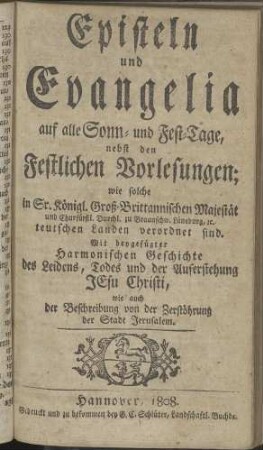 Episteln
und
Evangelia
auf alle Sonn- und Fest-Tage,
nebst den
Festlichen Vorlesungen;
wie solche
in Sr. Königl. Groß-Brittannischen Majestät
und Churfürstl. Durchl. zu Braunschw. Lüneburg, ꝛc.
teutschen Landen verordnet sind.
Mit beygefügter
Harmonischen Geschichte
des Leidens, Todes und der Auferstehung
JEsu Christi,
wie auch
der Beschreibung von der Zerstöhrung
der Stadt Jerusalem.
Hannover, 1808.
Gedruckt und zu bekommen bey G. C. Schlüter, Landschaftl. Buchdr.